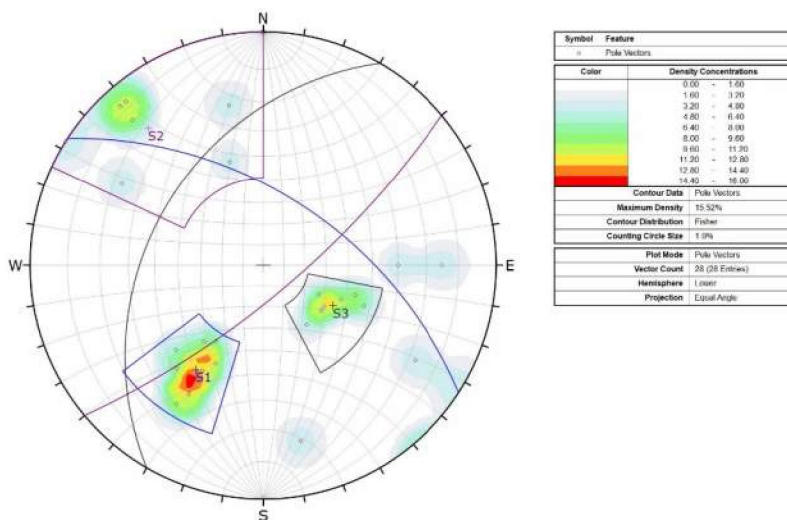 N
S2
W
E
S3
S1
S
Symbol Feature
Pole Vectors
Color Density Concentrations
0.00 - 1.60
1.60 - 3.20
3.20 - 4.80
4.80 - 6.40
6.40 - 8.00
8.00 - 9.60
9.60 - 11.20
11.20 - 12.80
12.80 - 14.40
14.40 - 16.00
Contour Data Pole Vectors
Maximum Density 15.52%
Contour Distribution Fisher
Counting Circle Size 1.0%
Plot Mode Pole Vectors
Vector Count 28 (28 Entries)
Hemisphere Lower
Projection Equal Angle